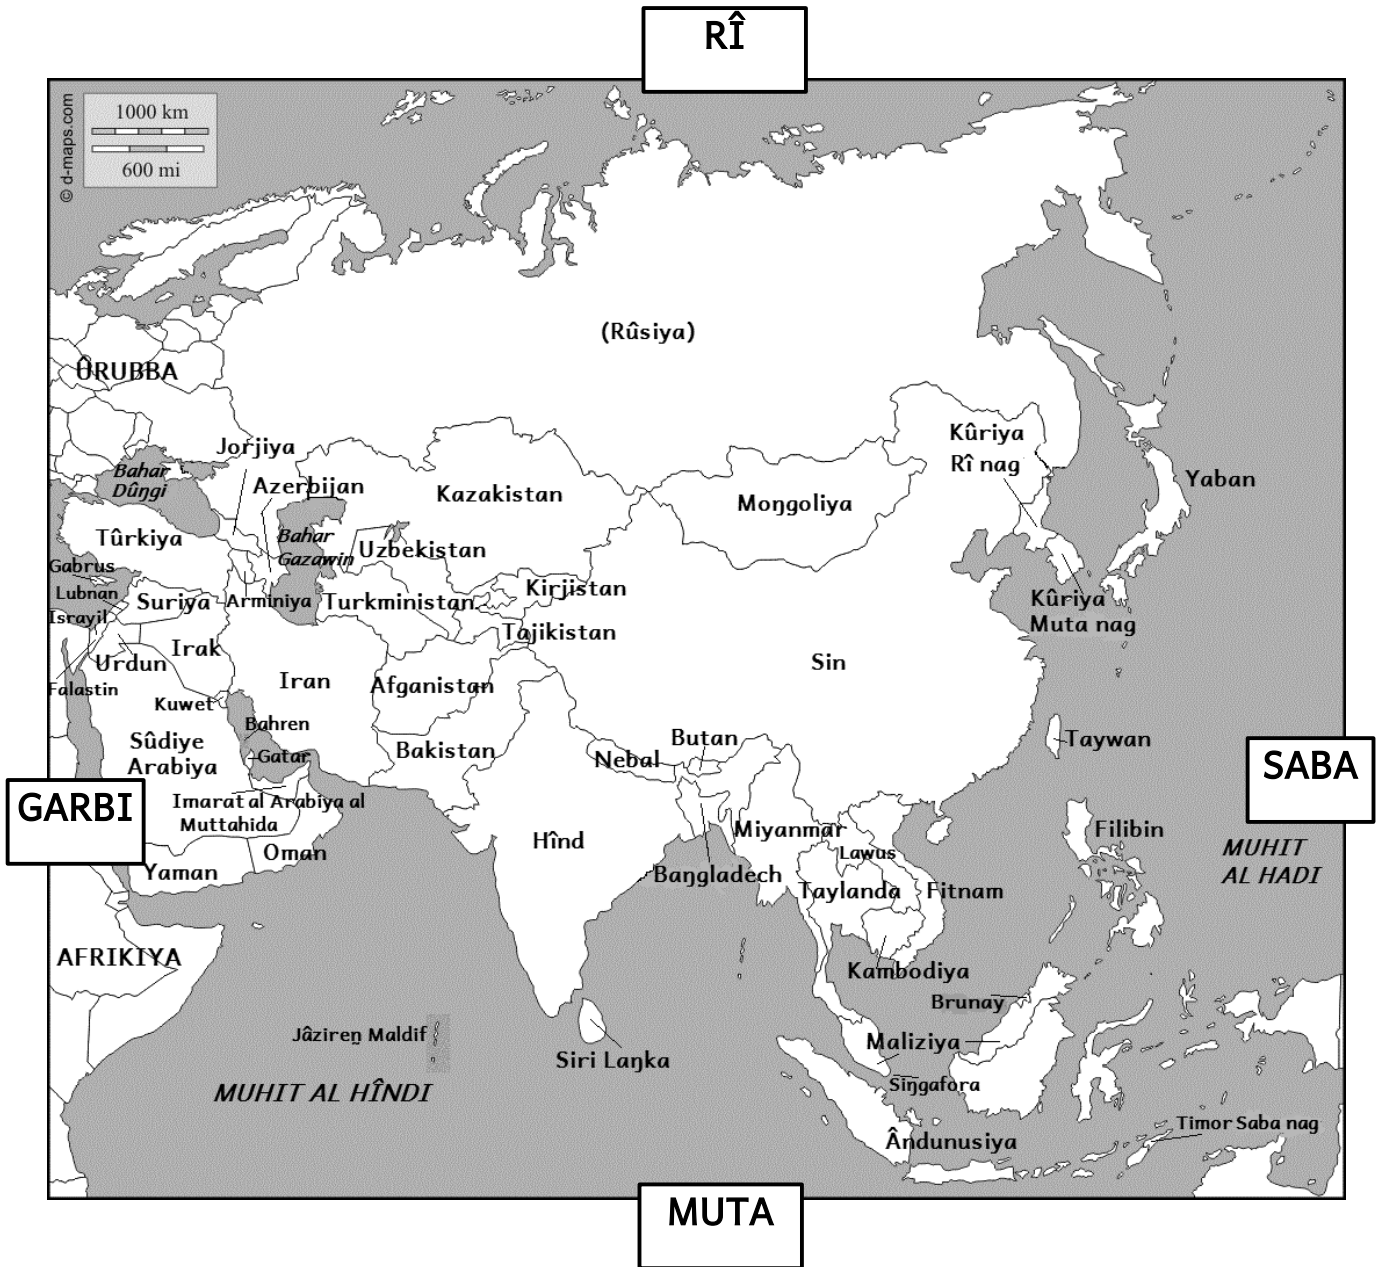 RÎ
© d-maps.com
1000 km
600 mi
(Rûsiya)
ÛRUBBA
Jorjiya
Kûriya
Rî nag
Bahar
Dûŋgi
Azerbijan
Kazakistan
Moŋgoliya
Yaban
Tûrkiya
Bahar
Gazawin
Uzbekistan
Gabrus
Lubnan
Israyil
Suriya
Arminiya
Turkministan
Kirjistan
Kûriya
Muta nag
Urdun
Irak
Tajikistan
Falastin
Iran
Afganistan
Sin
Kuwet
Bahren
Gatar
Sûdiye
Arabiya
Bakistan
Nebal
Butan
Taywan
SABA
GARBI
Imarat al Arabiya al
Muttahida
Oman
Yaman
Hînd
Miyanmar
Lawus
Filibin
MUHIT
AL HADI
Baŋgladech
Taylanda
Fitnam
AFRIKIYA
Kambodiya
Brunay
Jâziren̰ Maldif
Siri Laŋka
Maliziya
Siŋgafora
MUHIT AL HÎNDI
Ândunusiya
Timor Saba nag
MUTA